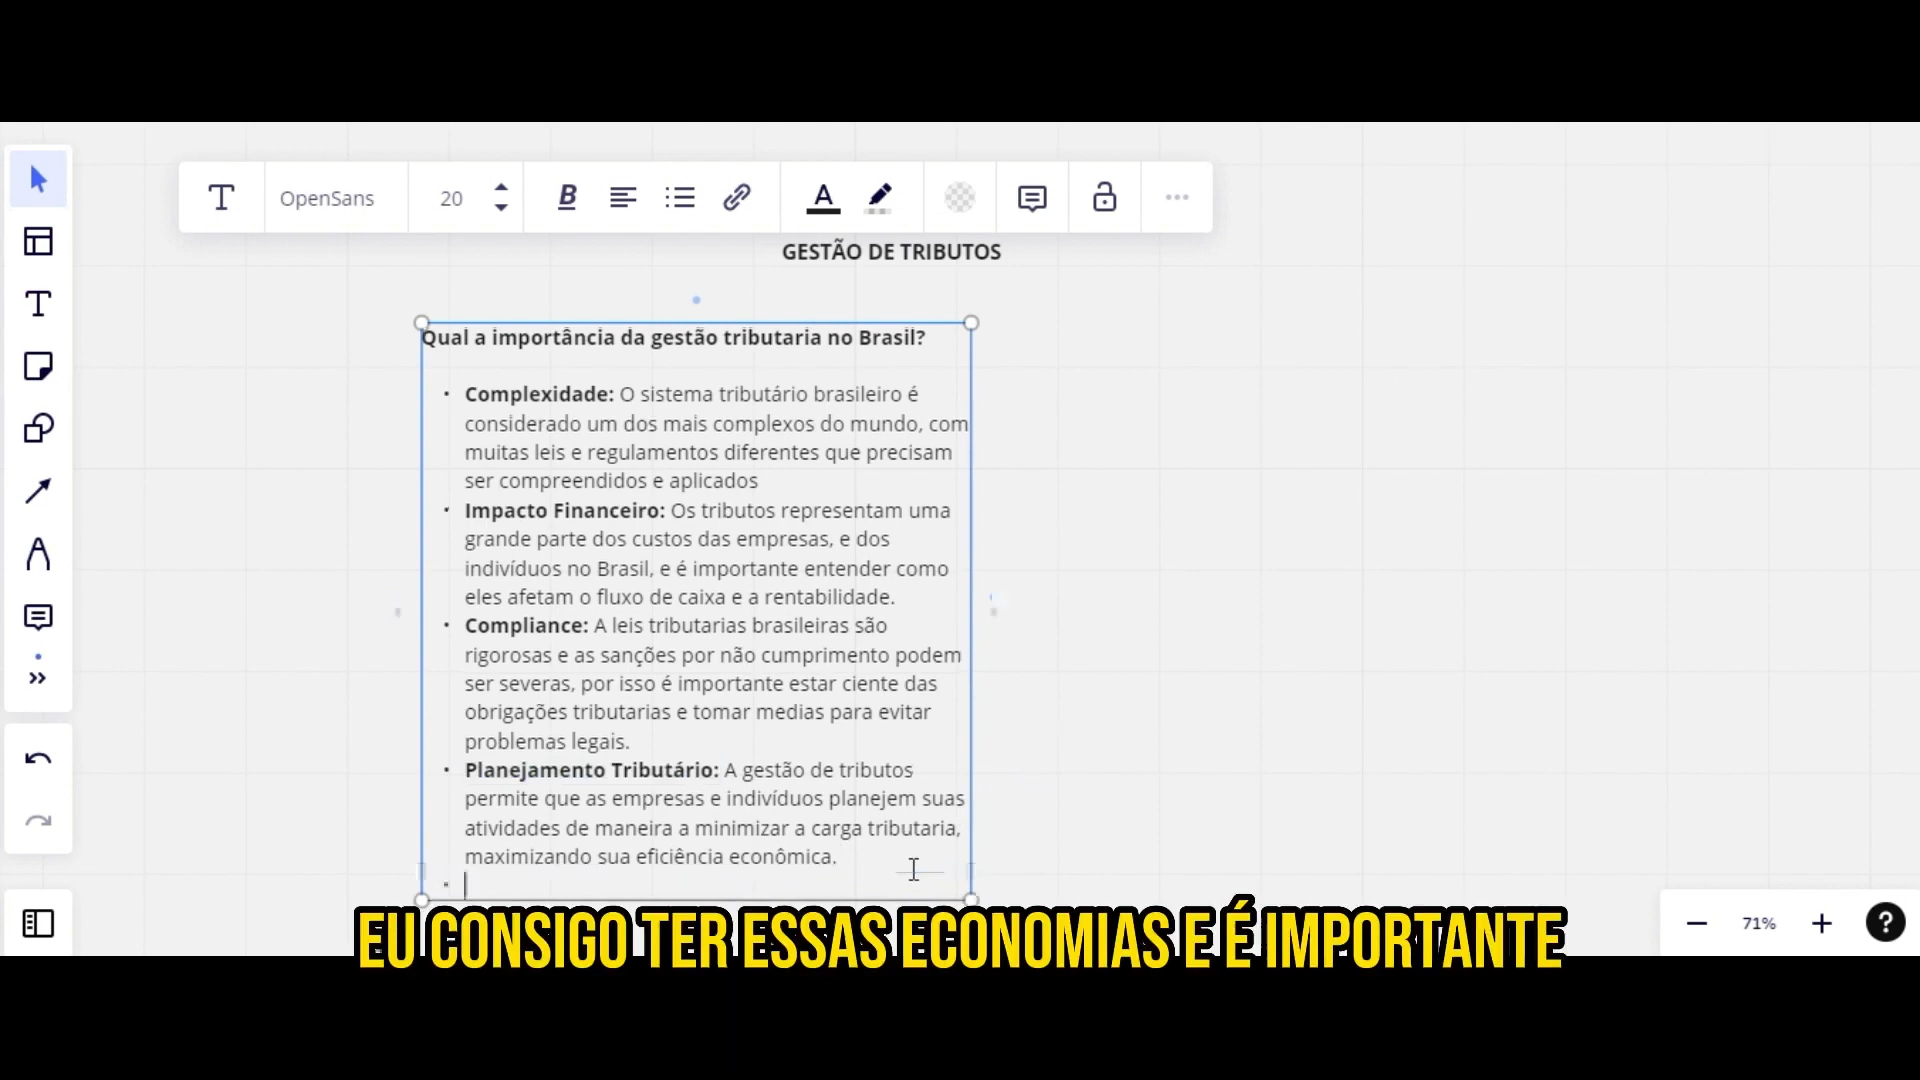 OpenSans
20
B
A
GESTÃO DE TRIBUTOS
Qual a importância da gestão tributaria no Brasil?
• Complexidade: O sistema tributário brasileiro é
considerado um dos mais complexos do mundo, com
muitas leis e regulamentos diferentes que precisam
ser compreendidos e aplicados
• Impacto Financeiro: Os tributos representam uma
grande parte dos custos das empresas, e dos
indivíduos no Brasil, e é importante entender como
eles afetam o fluxo de caixa e a rentabilidade.
• Compliance: A leis tributarias brasileiras são
rigorosas e as sanções por não cumprimento podem
ser severas, por isso é importante estar ciente das
obrigações tributarias e tomar medias para evitar
problemas legais.
• Planejamento Tributário: A gestão de tributos
permite que as empresas e indivíduos planejem suas
atividades de maneira a minimizar a carga tributaria,
maximizando sua eficiência econômica.
•
71%
EU CONSIGO TER ESSAS ECONOMIAS E É IMPORTANTE